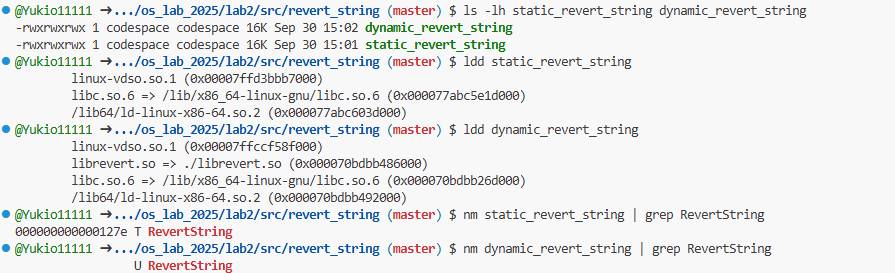 @Yukio11111 ➜.../os_lab_2025/lab2/src/revert_string (master) $ ls -lh static_revert_string dynamic_revert_string
-rwxrwxrwx 1 codespace codespace 16K Sep 30 15:02 dynamic_revert_string
-rwxrwxrwx 1 codespace codespace 16K Sep 30 15:01 static_revert_string
@Yukio11111 ➜.../os_lab_2025/lab2/src/revert_string (master) $ ldd static_revert_string
linux-vdso.so.1 (0x00007ffd3bbb7000)
libc.so.6 => /lib/x86_64-linux-gnu/libc.so.6 (0x000077abc5e1d000)
/lib64/ld-linux-x86-64.so.2 (0x000077abc603d000)
@Yukio11111 ➜.../os_lab_2025/lab2/src/revert_string (master) $ ldd dynamic_revert_string
linux-vdso.so.1 (0x00007ffccf58f000)
librevert.so => ./librevert.so (0x000070bdbb486000)
libc.so.6 => /lib/x86_64-linux-gnu/libc.so.6 (0x000070bdbb26d000)
/lib64/ld-linux-x86-64.so.2 (0x000070bdbb492000)
@Yukio11111 ➜.../os_lab_2025/lab2/src/revert_string (master) $ nm static_revert_string | grep RevertString
000000000000127e T RevertString
@Yukio11111 ➜.../os_lab_2025/lab2/src/revert_string (master) $ nm dynamic_revert_string | grep RevertString
U RevertString